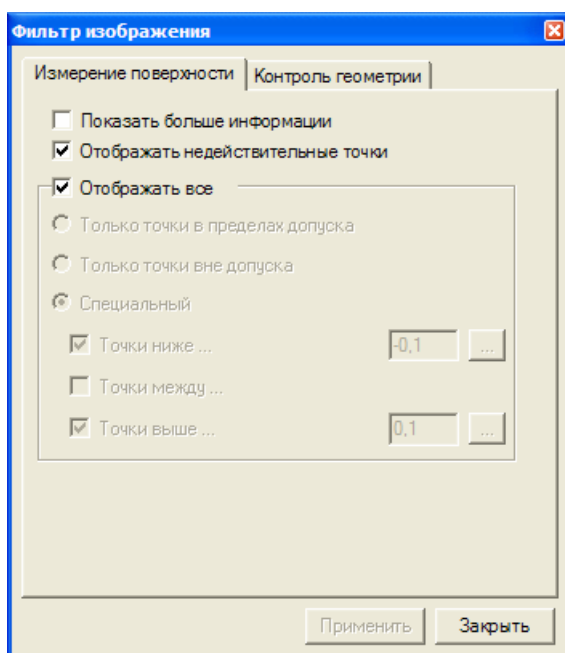 Фильтр изображения
Измерение поверхности Контроль геометрии
Показать больше информации
Отображать недействительные точки
Отображать все
Только точки в пределах допуска
Только точки вне допуска
Специальный
Точки ниже ... -0,1 ...
Точки между ...
Точки выше ... 0,1 ...
Применить Закрыть